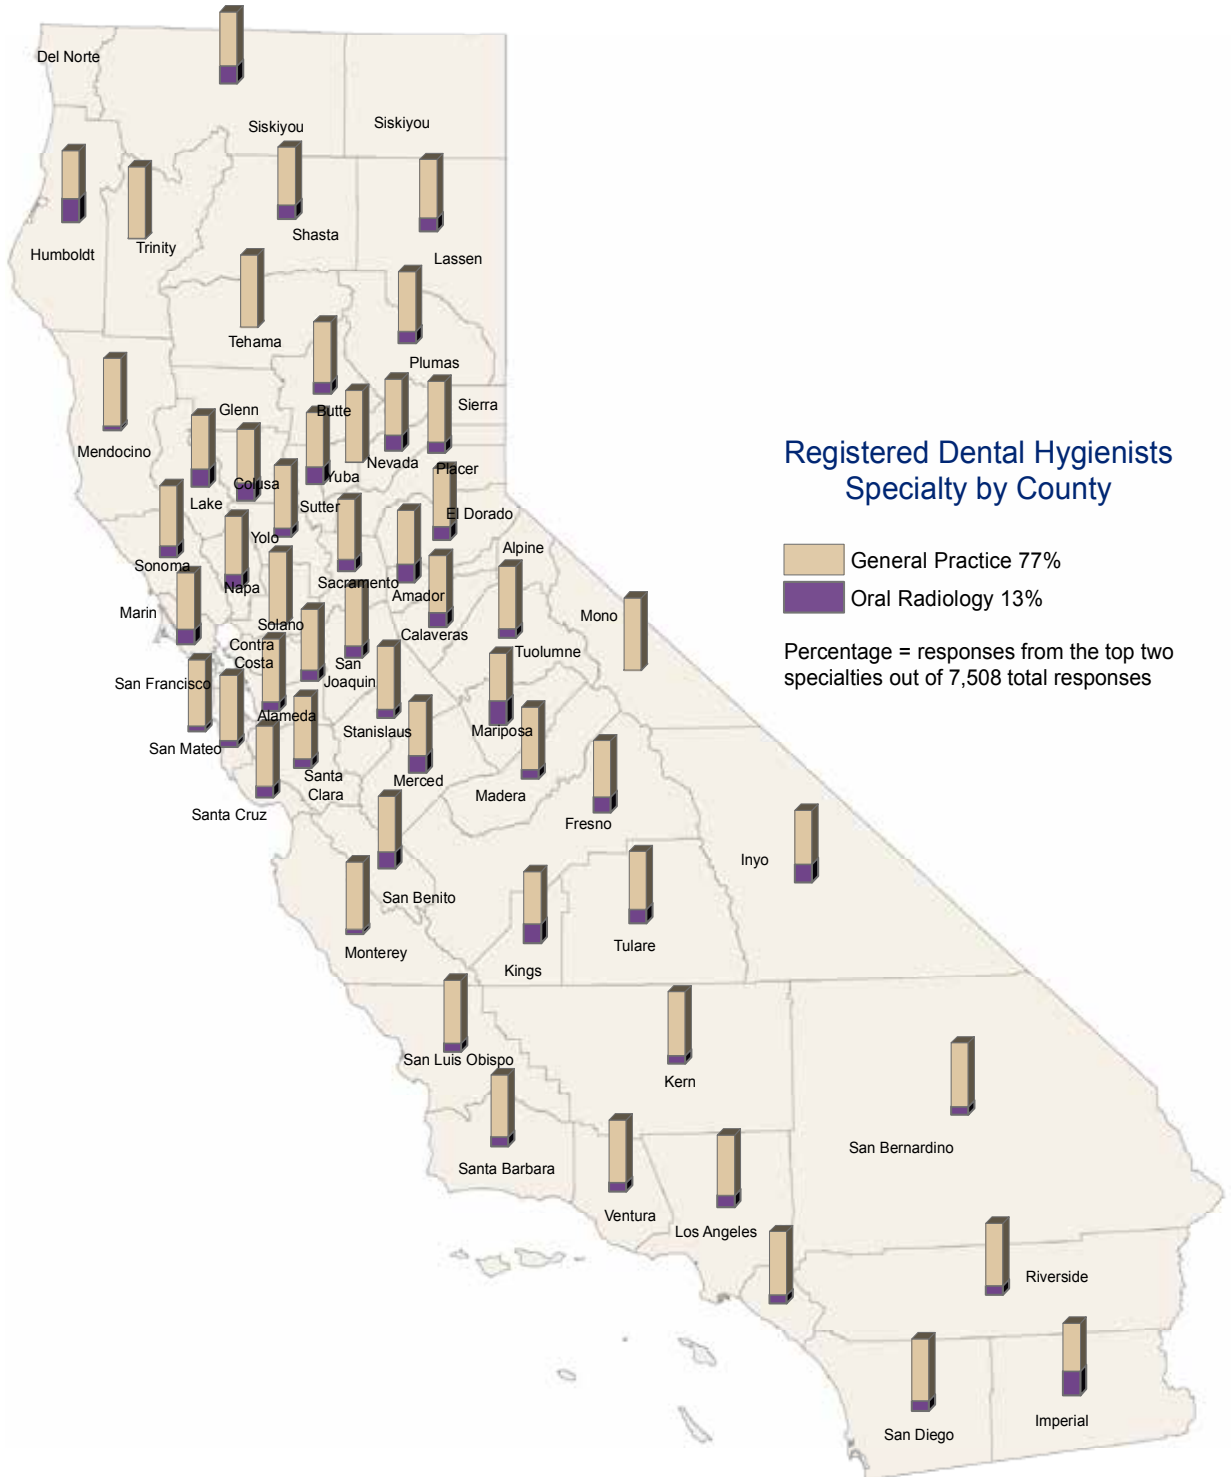 Del Norte
Siskiyou
Siskiyou
Humboldt
Trinity
Shasta
Lassen
Tehama
Plumas
Mendocino
Glenn
Butte
Sierra
Lake
Colusa
Yuba
Nevada
Placer
Sutter
El Dorado
Sonoma
Yolo
Napa
Sacramento
Amador
Alpine
Marin
Solano
Calaveras
Mono
Contra
Costa
San
Joaquin
Tuolumne
San Francisco
Alameda
Stanislaus
Mariposa
San Mateo
Santa
Clara
Merced
Madera
Santa Cruz
Fresno
Inyo
San Benito
Monterey
Kings
Tulare
San Luis Obispo
Kern
Santa Barbara
San Bernardino
Ventura
Los Angeles
Riverside
San Diego
Imperial
Registered Dental Hygienists
Specialty by County
General Practice 77%
Oral Radiology 13%
Percentage = responses from the top two
specialties out of 7,508 total responses